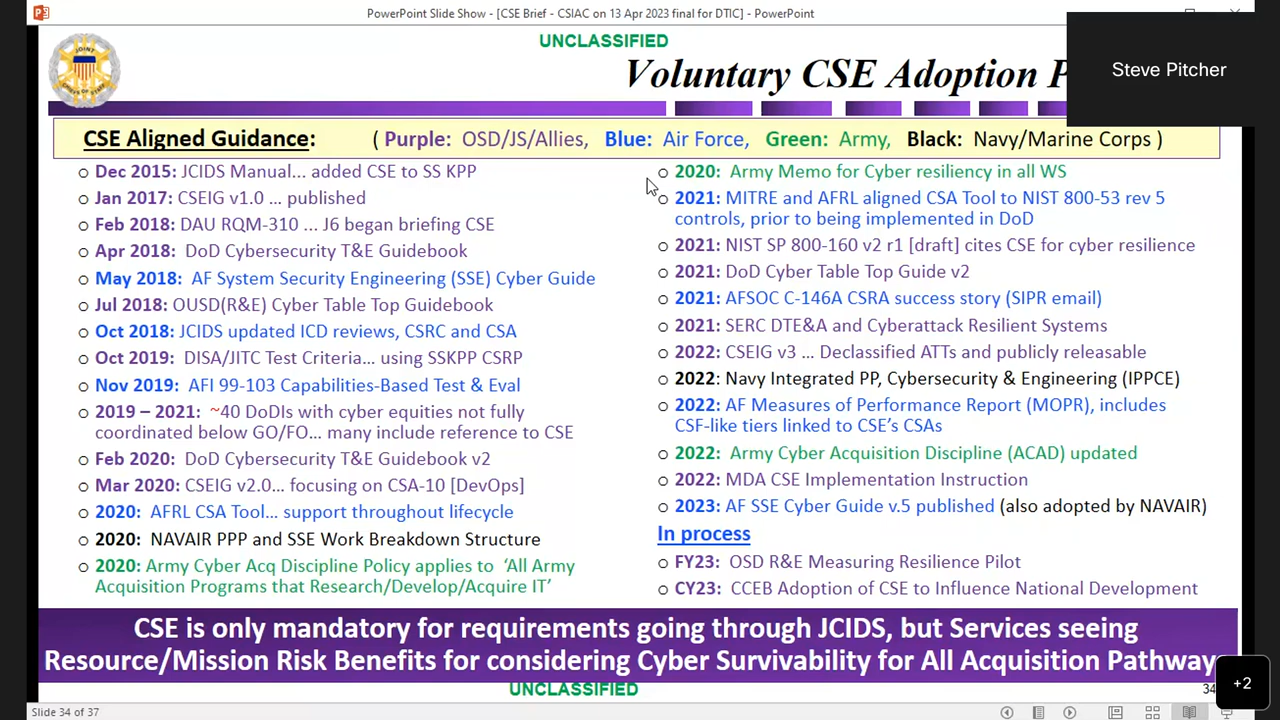 PowerPoint Slide Show - [CSE Brief - CSIAC on 13 Apr 2023 final for DTIC] - PowerPoint
UNCLASSIFIED
Voluntary CSE Adoption P
Steve Pitcher
CSE Aligned Guidance: ( Purple: OSD/JS/Allies, Blue: Air Force, Green: Army, Black: Navy/Marine Corps )
Dec 2015: JCIDS Manual... added CSE to SS KPP
Jan 2017: CSEIG v1.0 ... published
Feb 2018: DAU RQM-310 ... J6 began briefing CSE
Apr 2018: DoD Cybersecurity T&E Guidebook
May 2018: AF System Security Engineering (SSE) Cyber Guide
Jul 2018: OUSD(R&E) Cyber Table Top Guidebook
Oct 2018: JCIDS updated ICD reviews, CSRC and CSA
Oct 2019: DISA/JITC Test Criteria... using SSKPP CSRP
Nov 2019: AFI 99-103 Capabilities-Based Test & Eval
2019 – 2021: ~40 DoDIs with cyber equities not fully
coordinated below GO/FO... many include reference to CSE
Feb 2020: DoD Cybersecurity T&E Guidebook v2
Mar 2020: CSEIG v2.0... focusing on CSA-10 [DevOps]
2020: AFRL CSA Tool... support throughout lifecycle
2020: NAVAIR PPP and SSE Work Breakdown Structure
2020: Army Cyber Acq Discipline Policy applies to 'All Army
Acquisition Programs that Research/Develop/Acquire IT'
2020: Army Memo for Cyber resiliency in all WS
2021: MITRE and AFRL aligned CSA Tool to NIST 800-53 rev 5
controls, prior to being implemented in DoD
2021: NIST SP 800-160 v2 r1 [draft] cites CSE for cyber resilience
2021: DoD Cyber Table Top Guide v2
2021: AFSOC C-146A CSRA success story (SIPR email)
2021: SERC DTE&A and Cyberattack Resilient Systems
2022: CSEIG v3 ... Declassified ATTs and publicly releasable
2022: Navy Integrated PP, Cybersecurity & Engineering (IPPCE)
2022: AF Measures of Performance Report (MOPR), includes
CSF-like tiers linked to CSE's CSAs
2022: Army Cyber Acquisition Discipline (ACAD) updated
2022: MDA CSE Implementation Instruction
2023: AF SSE Cyber Guide v.5 published (also adopted by NAVAIR)
In process
FY23: OSD R&E Measuring Resilience Pilot
CY23: CCEB Adoption of CSE to Influence National Development
CSE is only mandatory for requirements going through JCIDS, but Services seeing
Resource/Mission Risk Benefits for considering Cyber Survivability for All Acquisition Pathway
UNCLASSIFIED
34
+2
Slide 34 of 37